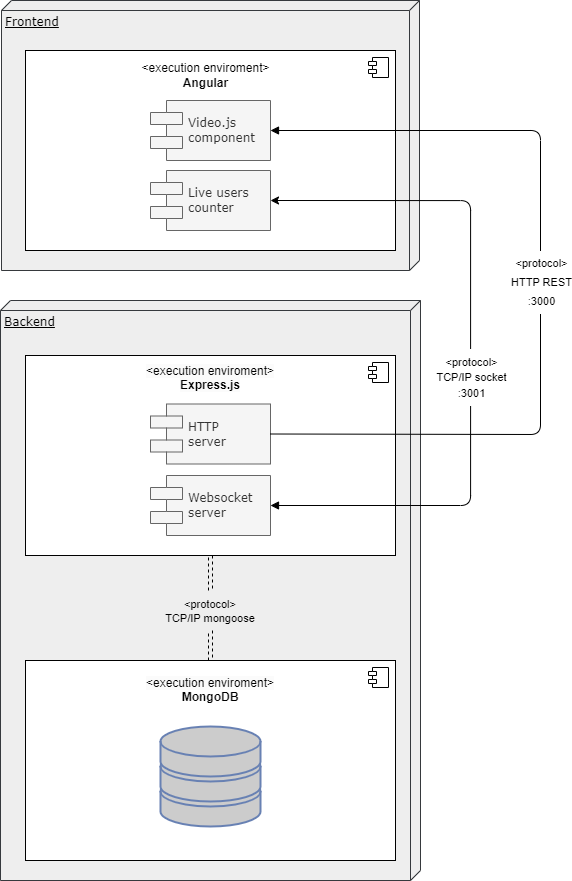 Frontend
<execution enviroment>
Angular
Video.js
component
Live users
counter
<protocol>
HTTP REST
:3000
Backend
<protocol>
TCP/IP socket
:3001
<execution enviroment>
Express.js
HTTP
server
Websocket
server
<protocol>
TCP/IP mongoose
<execution enviroment>
MongoDB